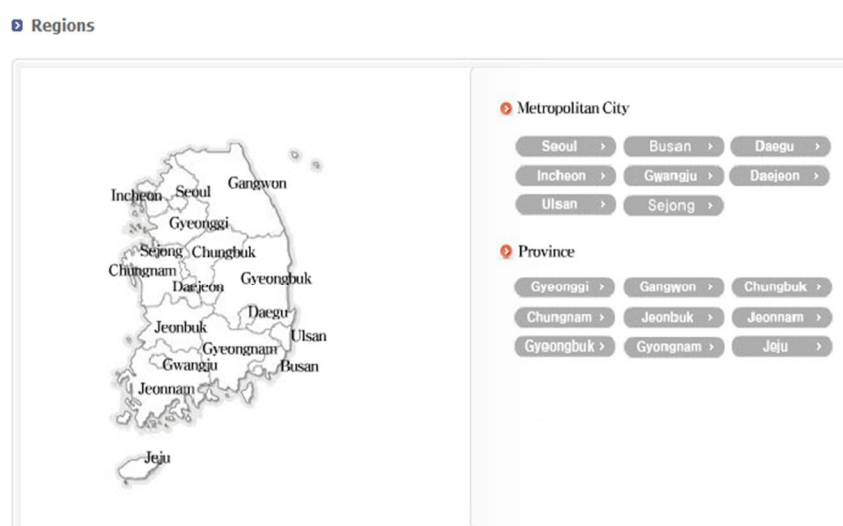 Regions
Metropolitan City
Seoul Busan Daegu
Incheon Gwangju Daejeon
Ulsan Sejong
Province
Gyeonggi Gangwon Chungbuk
Chungnam Jeonbuk Jeonnam
Gyeongbuk Gyongnam Jeju
Gangwon
Incheon Seoul
Gyeonggi
Sejong Chungbuk
Chungnam
Gyeongbuk
Daejeon
Daegu
Jeonbuk
Ulsan
Gyeongnam
Gwangju Busan
Jeonnam
Jeju